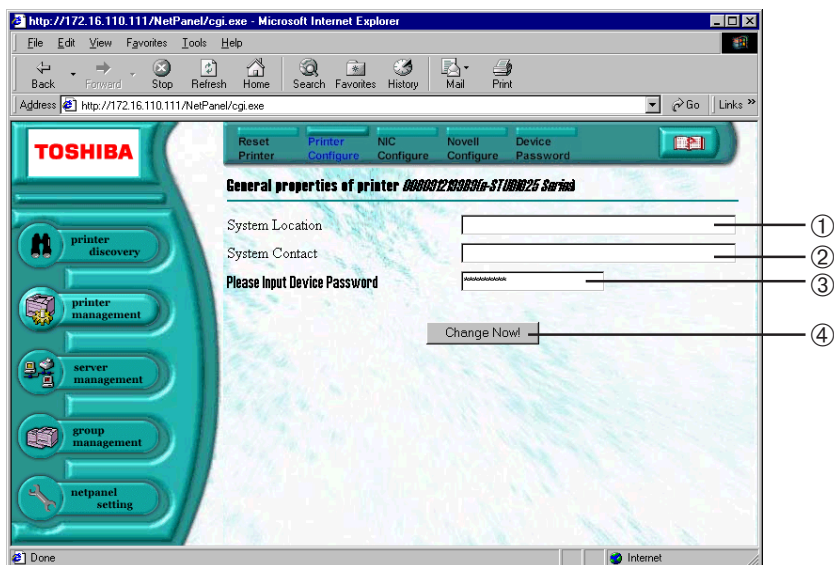 http://172.16.110.111/NetPanel/cgi.exe - Microsoft Internet Explorer
File Edit View Favorites Tools Help
Back Forward Stop Refresh Home Search Favorites History Mail Print
Address http://172.16.110.111/NetPanel/cgi.exe Go Links »
TOSHIBA
Reset Printer
Printer Configure
NIC Configure
Novell Configure
Device Password
General properties of printer (e-STUDIO25 Series)
System Location ①
System Contact ②
Please Input Device Password ********* ③
Change Now! ④
printer discovery
printer management
server management
group management
netpanel setting
Done Internet